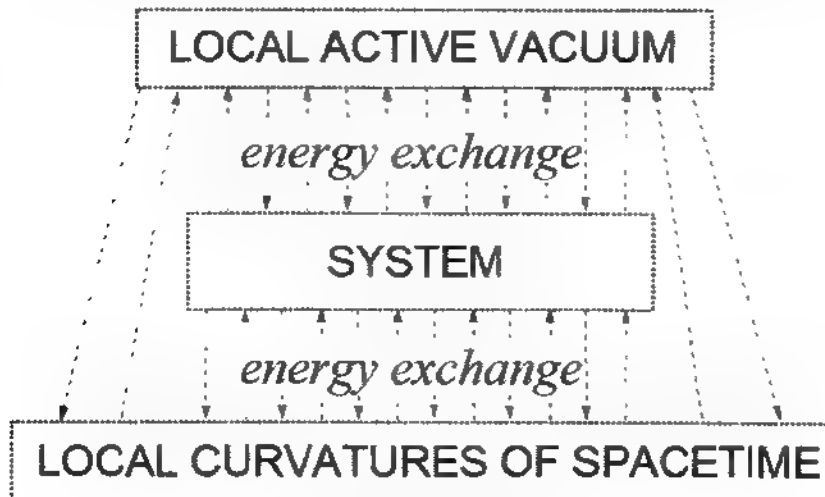 LOCAL ACTIVE VACUUM
energy exchange
SYSTEM
energy exchange
LOCAL CURVATURES OF SPACETIME